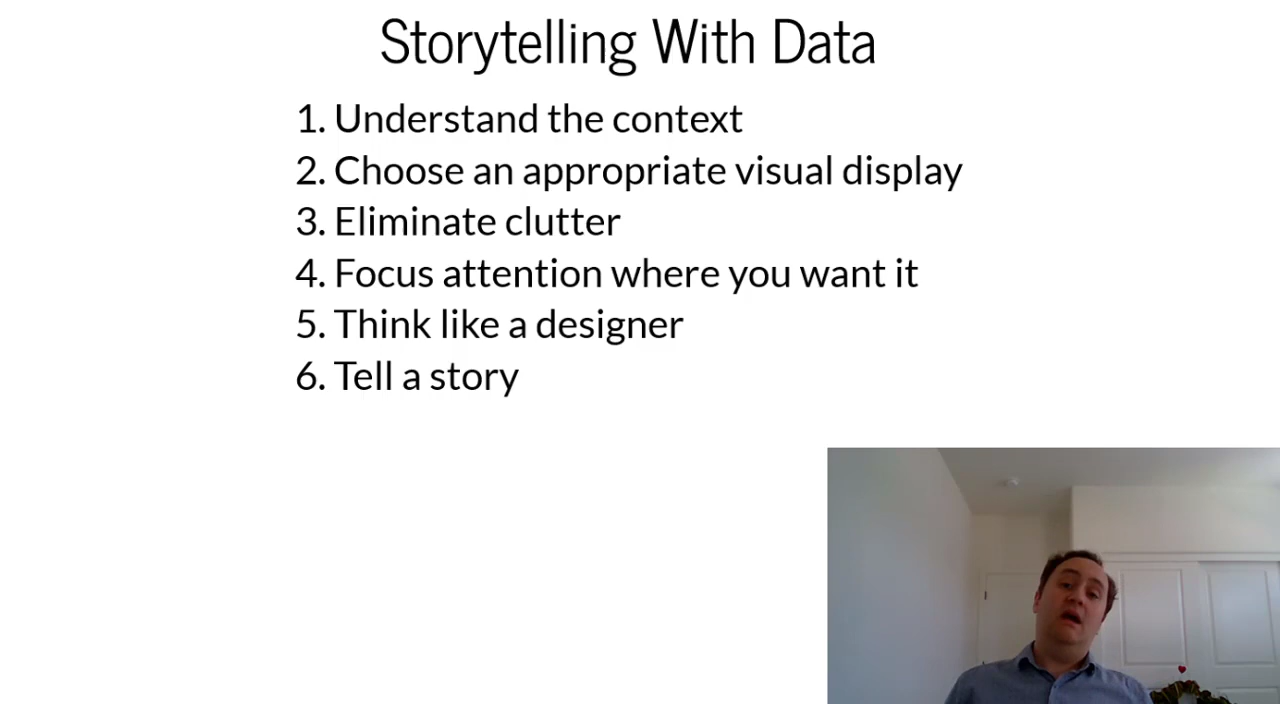 Storytelling With Data
1. Understand the context
2. Choose an appropriate visual display
3. Eliminate clutter
4. Focus attention where you want it
5. Think like a designer
6. Tell a story